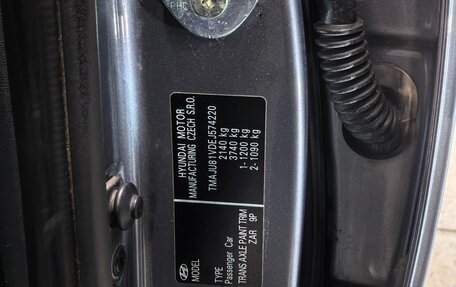 HYUNDAI MOTOR
MANUFACTURING CZECH S.R.O.
TMAJU81VDEJ574220
2140 kg
3740 kg
1-1200 kg
2-1090 kg
MODEL
TYPE
Passenger Car
TRANS AXLE PAINT TRIM
ZAR 9P